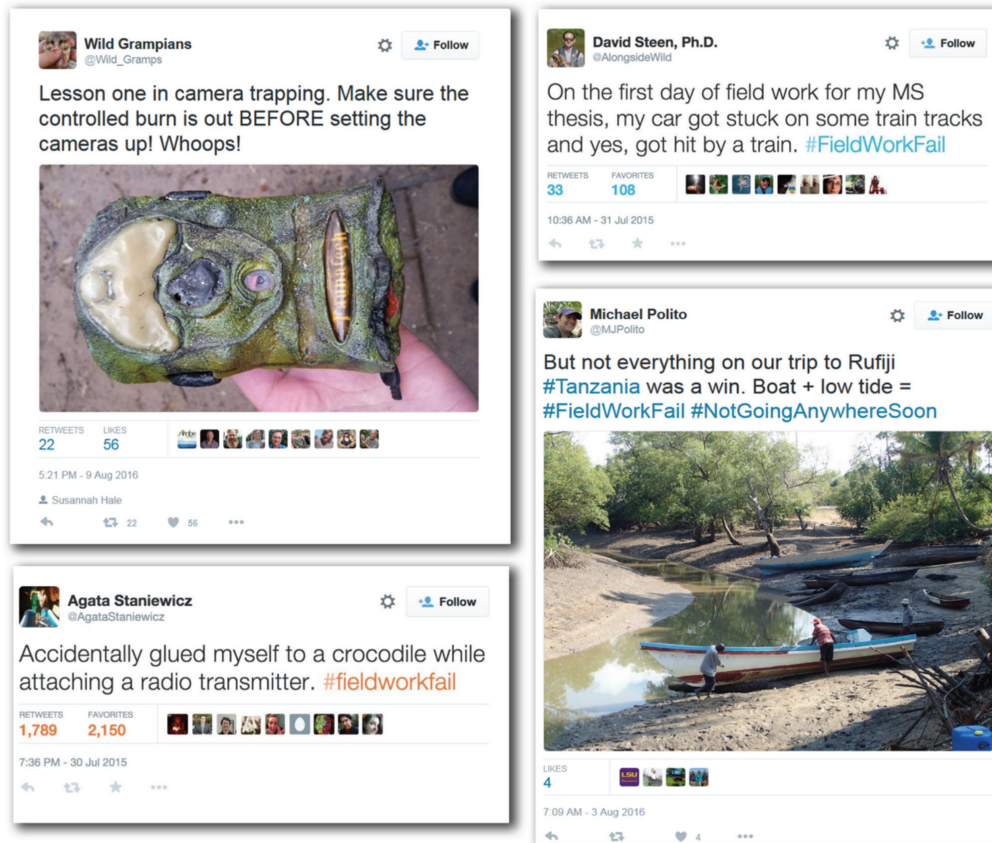 Wild Grampians
@Wild_Gramps
Follow
Lesson one in camera trapping. Make sure the
controlled burn is out BEFORE setting the
cameras up! Whoops!
Faunatech
RETWEETS LIKES
22 56
5:21 PM - 9 Aug 2016
Susannah Hale
22 56
Agata Staniewicz
@AgataStaniewicz
Follow
Accidentally glued myself to a crocodile while
attaching a radio transmitter. #fieldworkfail
RETWEETS FAVORITES
1,789 2,150
7:36 PM - 30 Jul 2015
David Steen, Ph.D.
@AlongsideWild
Follow
On the first day of field work for my MS
thesis, my car got stuck on some train tracks
and yes, got hit by a train. #FieldWorkFail
RETWEETS FAVORITES
33 108
10:36 AM - 31 Jul 2015
Michael Polito
@MJPolito
Follow
But not everything on our trip to Rufiji
#Tanzania was a win. Boat + low tide =
#FieldWorkFail #NotGoingAnywhereSoon
LIKES
4
LSU
7:09 AM - 3 Aug 2016
4